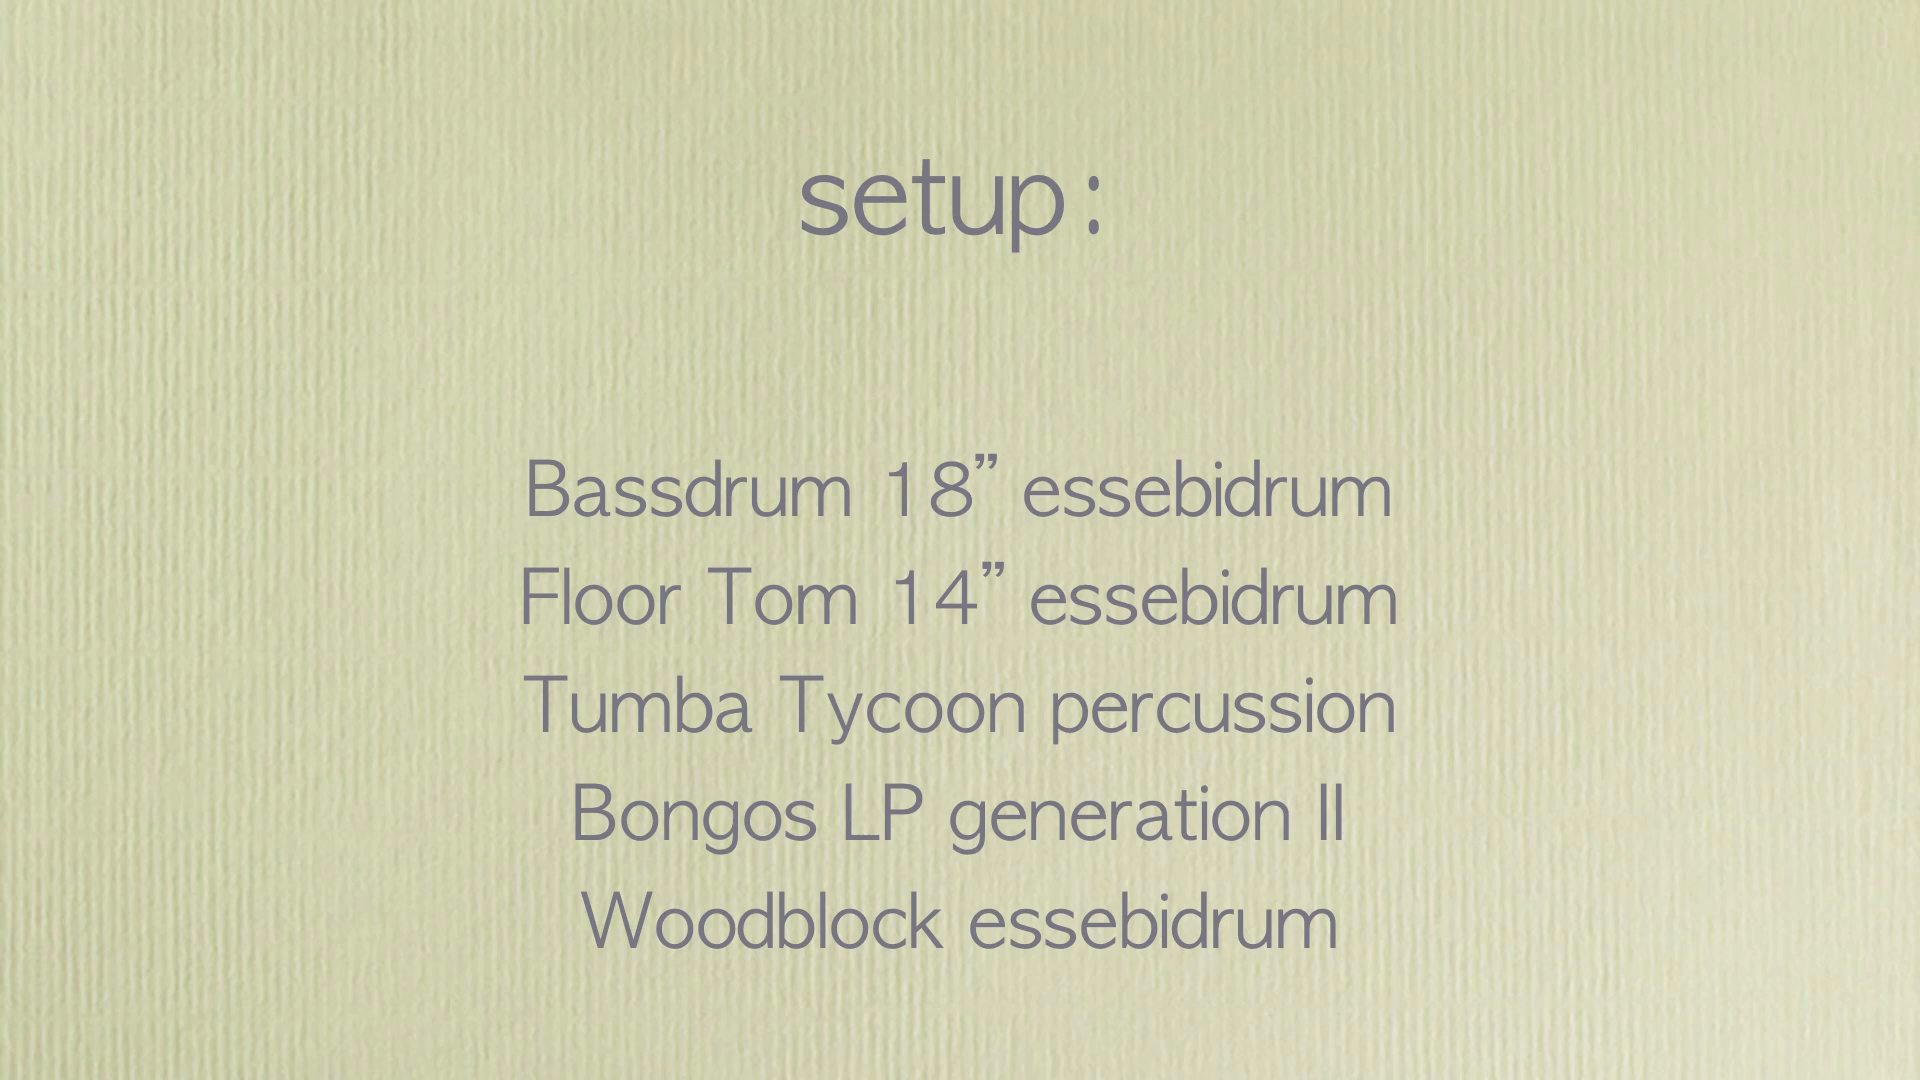 setup:
Bassdrum 18” essebidrum
Floor Tom 14” essebidrum
Tumba Tycoon percussion
Bongos LP generation II
Woodblock essebidrum